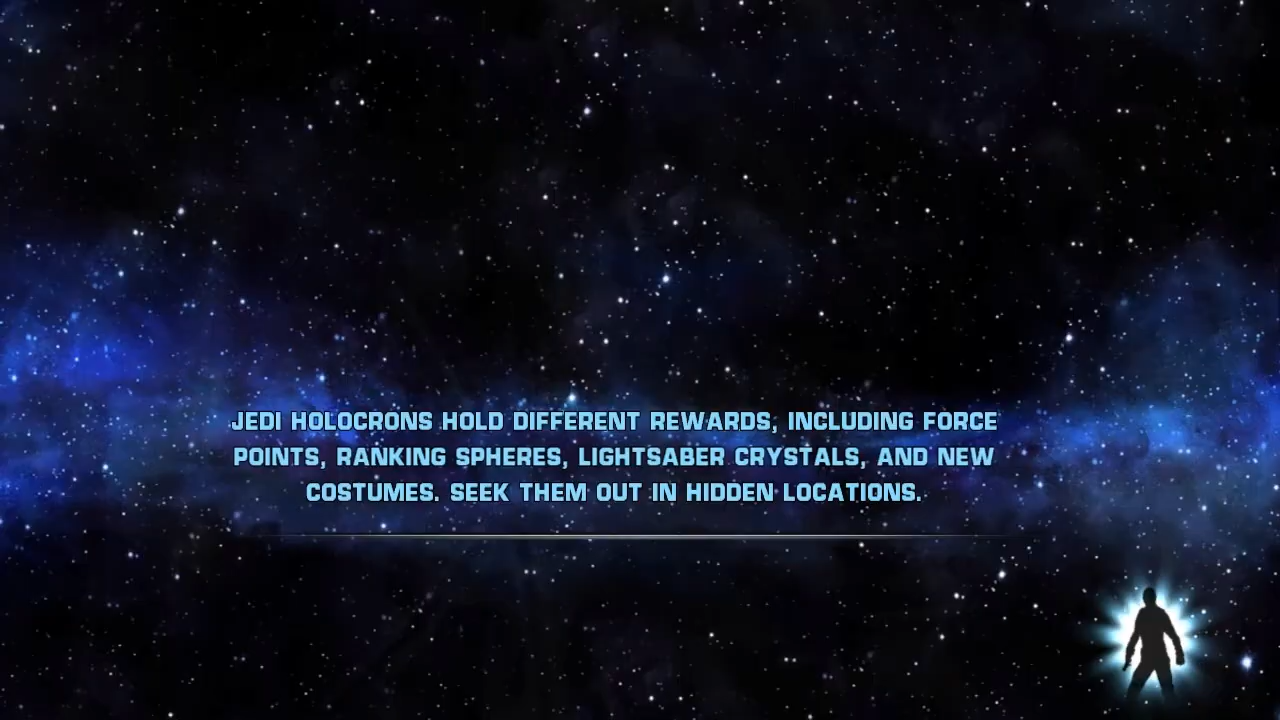 JEDI HOLOCRONS HOLD DIFFERENT REWARDS, INCLUDING FORCE
POINTS, RANKING SPHERES, LIGHTSABER CRYSTALS, AND NEW
COSTUMES. SEEK THEM OUT IN HIDDEN LOCATIONS.